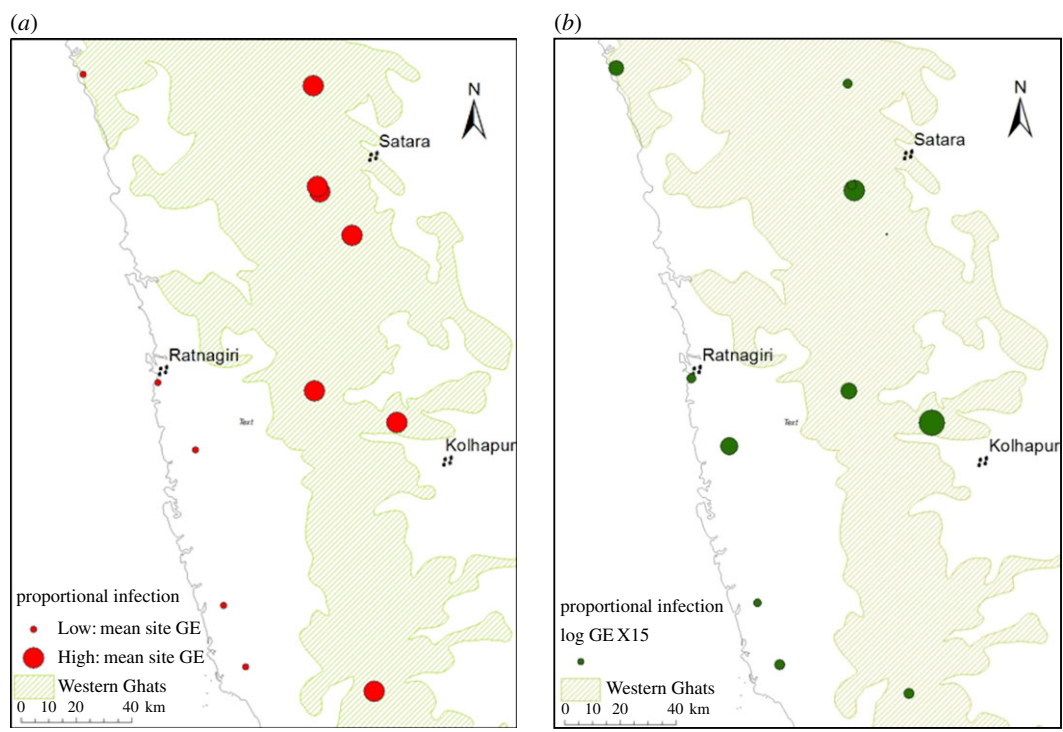 (a)
N
Satara
Ratnagiri
Text
Kolhapur
proportional infection
Low: mean site GE
High: mean site GE
Western Ghats
0 10 20 40 km
(b)
N
Satara
Ratnagiri
Text
Kolhapur
proportional infection
log GE X15
Western Ghats
0 10 20 40 km